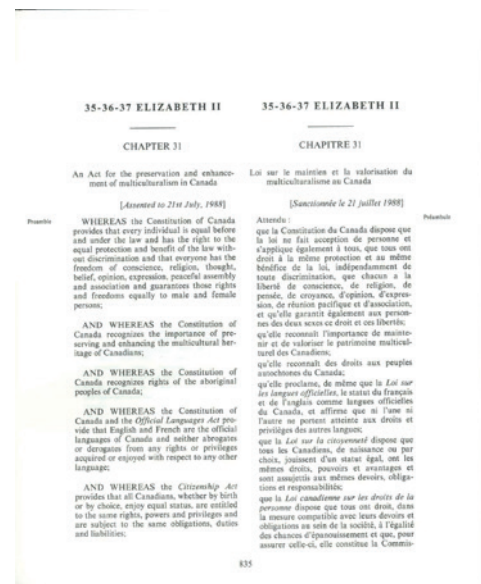 35-36-37 ELIZABETH II
CHAPTER 31
An Act for the preservation and enhance-
ment of multiculturalism in Canada
[Assented to 21st July, 1988]
Preamble
WHEREAS the Constitution of Canada
provides that every individual is equal before
and under the law and has the right to the
equal protection and benefit of the law with-
out discrimination and that everyone has the
freedom of conscience, religion, thought,
belief, opinion, expression, peaceful assembly
and association and guarantees those rights
and freedoms equally to male and female
persons;
AND WHEREAS the Constitution of
Canada recognizes the importance of pre-
serving and enhancing the multicultural her-
itage of Canadians;
AND WHEREAS the Constitution of
Canada recognizes rights of the aboriginal
peoples of Canada;
AND WHEREAS the Constitution of
Canada and the Official Languages Act pro-
vide that English and French are the official
languages of Canada and neither abrogates
or derogates from any rights or privileges
acquired or enjoyed with respect to any other
language;
AND WHEREAS the Citizenship Act
provides that all Canadians, whether by birth
or by choice, enjoy equal status, are entitled
to the same rights, powers and privileges and
are subject to the same obligations, duties
and liabilities;
35-36-37 ELIZABETH II
CHAPITRE 31
Loi sur le maintien et la valorisation du
multiculturalisme au Canada
[Sanctionnée le 21 juillet 1988]
Préambule
Attendu :
que la Constitution du Canada dispose que
la loi ne fait acception de personne et
s'applique également à tous, que tous ont
droit à la même protection et au même
bénéfice de la loi, indépendamment de
toute discrimination, que chacun a la
liberté de conscience, de religion, de
pensée, de croyance, d'opinion, d'expres-
sion, de réunion pacifique et d'association,
et qu'elle garantit également aux person-
nes des deux sexes ce droit et ces libertés;
qu'elle reconnaît l'importance de mainte-
nir et de valoriser le patrimoine multicul-
turel des Canadiens;
qu'elle reconnaît des droits aux peuples
autochtones du Canada;
qu'elle proclame, de même que la Loi sur
les langues officielles, le statut du français
et de l'anglais comme langues officielles
du Canada, et affirme que ni l'une ni
l'autre ne portent atteinte aux droits et
privilèges des autres langues;
que la Loi sur la citoyenneté dispose que
tous les Canadiens, de naissance ou par
choix, jouissent d'un statut égal, ont les
mêmes droits, pouvoirs et avantages et
sont assujettis aux mêmes devoirs, obliga-
tions et responsabilités;
que la Loi canadienne sur les droits de la
personne dispose que tous ont droit, dans
la mesure compatible avec leurs devoirs et
obligations au sein de la société, à l'égalité
des chances d'épanouissement et que, pour
assurer celle-ci, elle constitue la Commis-
835